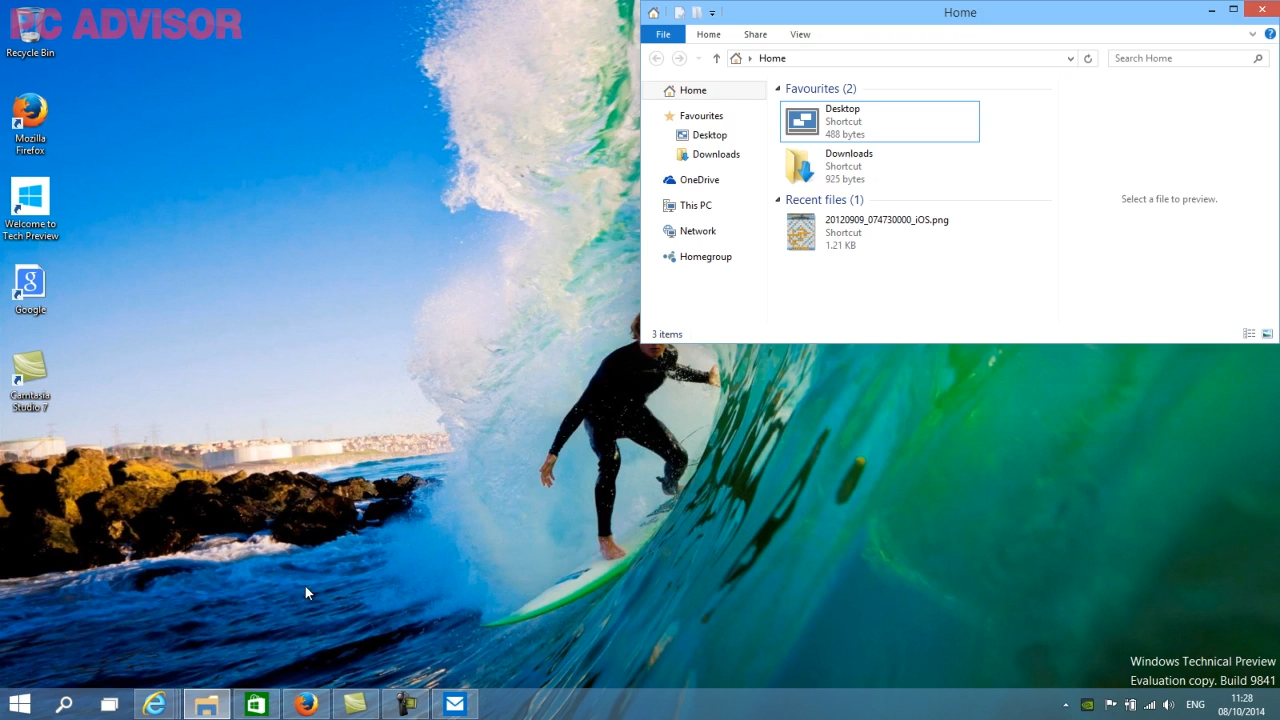 PC ADVISOR
Recycle Bin
Mozilla
Firefox
Welcome to
Tech Preview
Google
Camtasia
Studio 7
Home
File
Home
Share
View
Home
Search Home
Home
Favourites
Desktop
Downloads
OneDrive
This PC
Network
Homegroup
Favourites (2)
Desktop
Shortcut
488 bytes
Downloads
Shortcut
925 bytes
Recent files (1)
20120909_074730000_iOS.png
Shortcut
1.21 KB
Select a file to preview.
3 items
Windows Technical Preview
Evaluation copy. Build 9841
ENG
11:28
08/10/2014